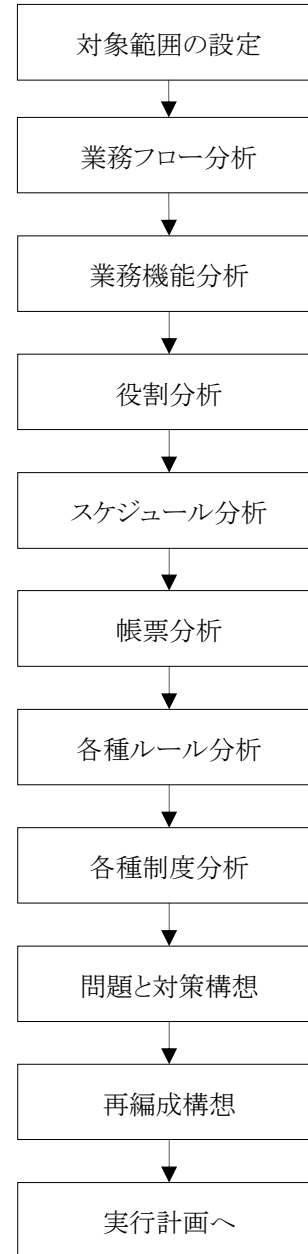 対象範囲の設定
業務フロー分析
業務機能分析
役割分析
スケジュール分析
帳票分析
各種ルール分析
各種制度分析
問題と対策構想
再編成構想
実行計画へ